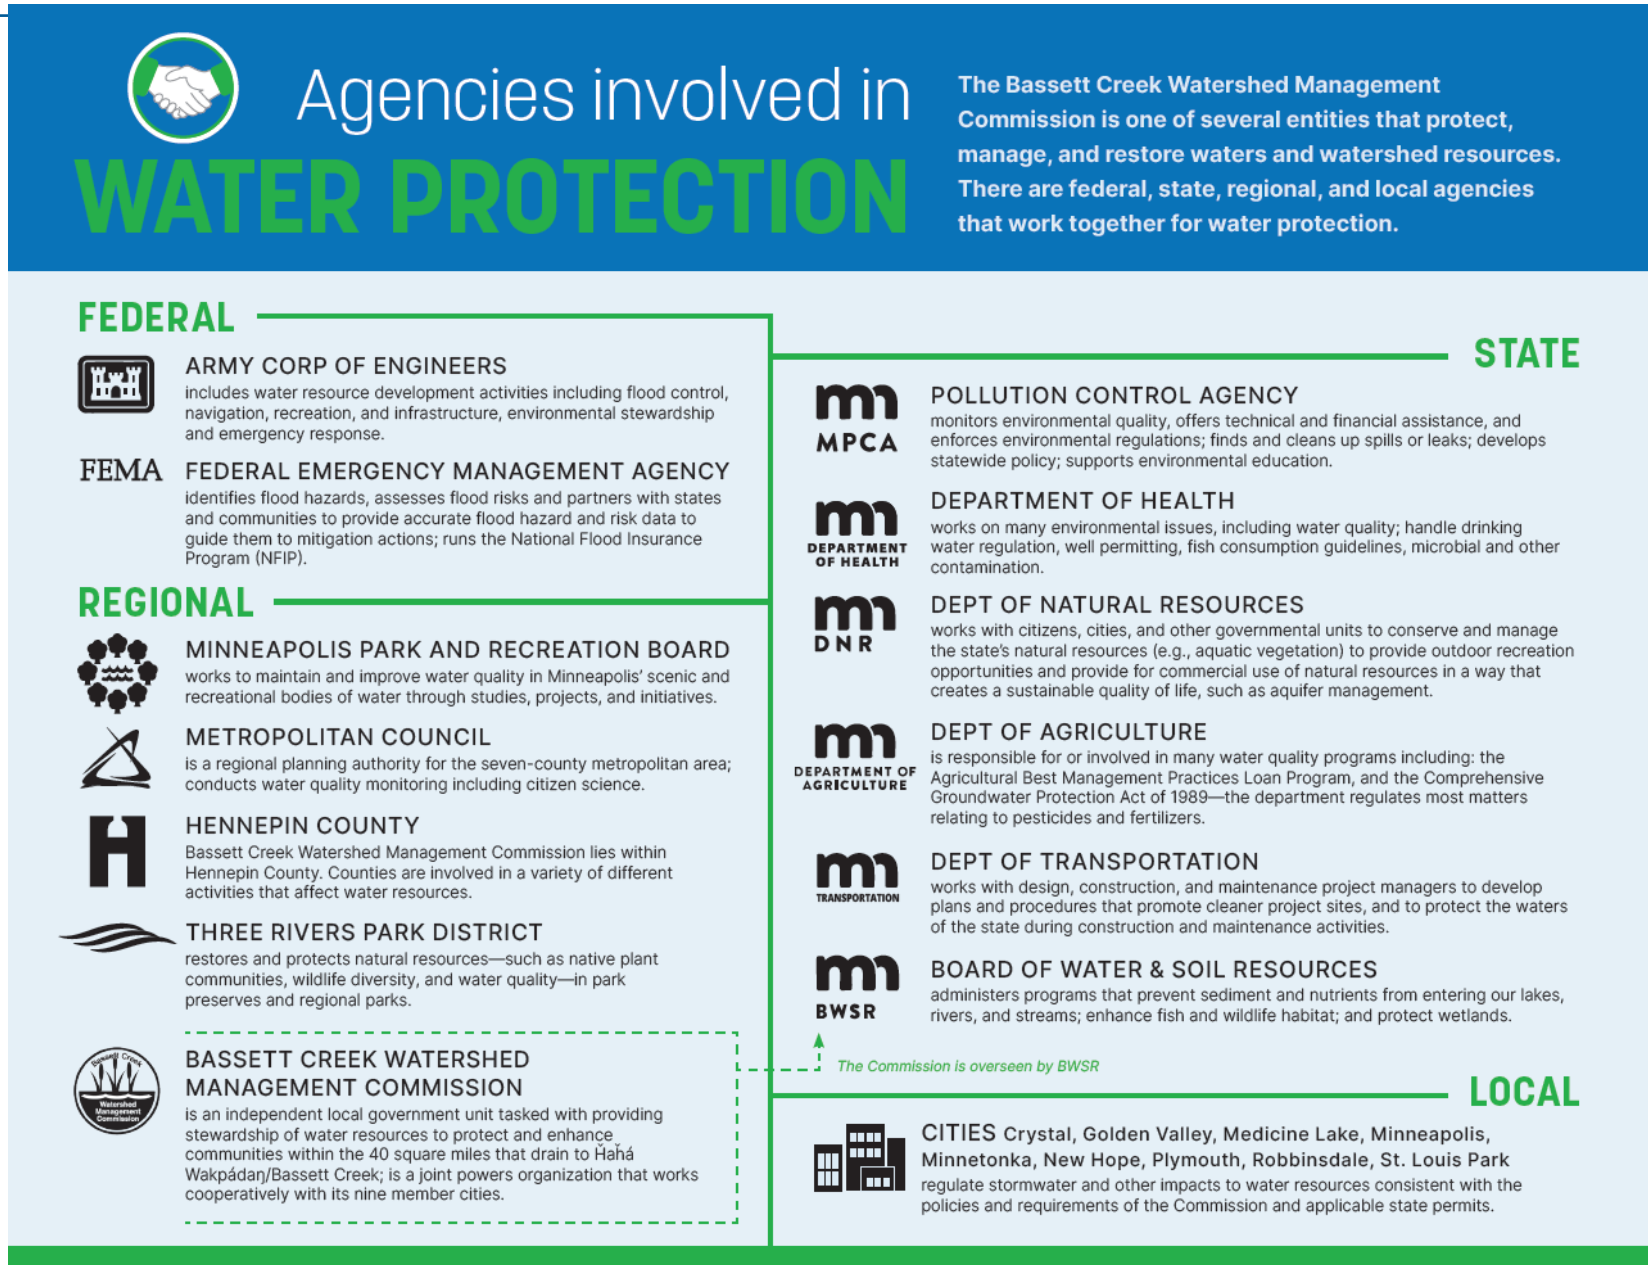 Agencies involved in
WATER PROTECTION
The Bassett Creek Watershed Management
Commission is one of several entities that protect,
manage, and restore waters and watershed resources.
There are federal, state, regional, and local agencies
that work together for water protection.
FEDERAL
ARMY CORP OF ENGINEERS
includes water resource development activities including flood control,
navigation, recreation, and infrastructure, environmental stewardship
and emergency response.
FEMA
FEDERAL EMERGENCY MANAGEMENT AGENCY
identifies flood hazards, assesses flood risks and partners with states
and communities to provide accurate flood hazard and risk data to
guide them to mitigation actions; runs the National Flood Insurance
Program (NFIP).
REGIONAL
MINNEAPOLIS PARK AND RECREATION BOARD
works to maintain and improve water quality in Minneapolis' scenic and
recreational bodies of water through studies, projects, and initiatives.
METROPOLITAN COUNCIL
is a regional planning authority for the seven-county metropolitan area;
conducts water quality monitoring including citizen science.
HENNEPIN COUNTY
Bassett Creek Watershed Management Commission lies within
Hennepin County. Counties are involved in a variety of different
activities that affect water resources.
THREE RIVERS PARK DISTRICT
restores and protects natural resources—such as native plant
communities, wildlife diversity, and water quality—in park
preserves and regional parks.
Bassett Creek
Watershed
Management
Commission
BASSETT CREEK WATERSHED
MANAGEMENT COMMISSION
is an independent local government unit tasked with providing
stewardship of water resources to protect and enhance
communities within the 40 square miles that drain to Ȟaȟá
Wakpádaŋ/Bassett Creek; is a joint powers organization that works
cooperatively with its nine member cities.
STATE
MPCA
POLLUTION CONTROL AGENCY
monitors environmental quality, offers technical and financial assistance, and
enforces environmental regulations; finds and cleans up spills or leaks; develops
statewide policy; supports environmental education.
DEPARTMENT
OF HEALTH
DEPARTMENT OF HEALTH
works on many environmental issues, including water quality; handle drinking
water regulation, well permitting, fish consumption guidelines, microbial and other
contamination.
DNR
DEPT OF NATURAL RESOURCES
works with citizens, cities, and other governmental units to conserve and manage
the state's natural resources (e.g., aquatic vegetation) to provide outdoor recreation
opportunities and provide for commercial use of natural resources in a way that
creates a sustainable quality of life, such as aquifer management.
DEPARTMENT OF
AGRICULTURE
DEPT OF AGRICULTURE
is responsible for or involved in many water quality programs including: the
Agricultural Best Management Practices Loan Program, and the Comprehensive
Groundwater Protection Act of 1989—the department regulates most matters
relating to pesticides and fertilizers.
TRANSPORTATION
DEPT OF TRANSPORTATION
works with design, construction, and maintenance project managers to develop
plans and procedures that promote cleaner project sites, and to protect the waters
of the state during construction and maintenance activities.
BWSR
BOARD OF WATER & SOIL RESOURCES
administers programs that prevent sediment and nutrients from entering our lakes,
rivers, and streams; enhance fish and wildlife habitat; and protect wetlands.
The Commission is overseen by BWSR
LOCAL
CITIES Crystal, Golden Valley, Medicine Lake, Minneapolis,
Minnetonka, New Hope, Plymouth, Robbinsdale, St. Louis Park
regulate stormwater and other impacts to water resources consistent with the
policies and requirements of the Commission and applicable state permits.